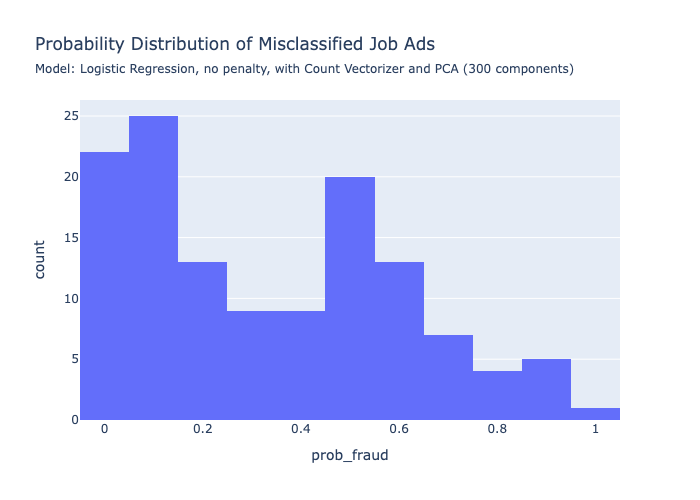 Probability Distribution of Misclassified Job Ads
Model: Logistic Regression, no penalty, with Count Vectorizer and PCA (300 components)
25
20
15
10
5
0
count
0 0.2 0.4 0.6 0.8 1
prob_fraud